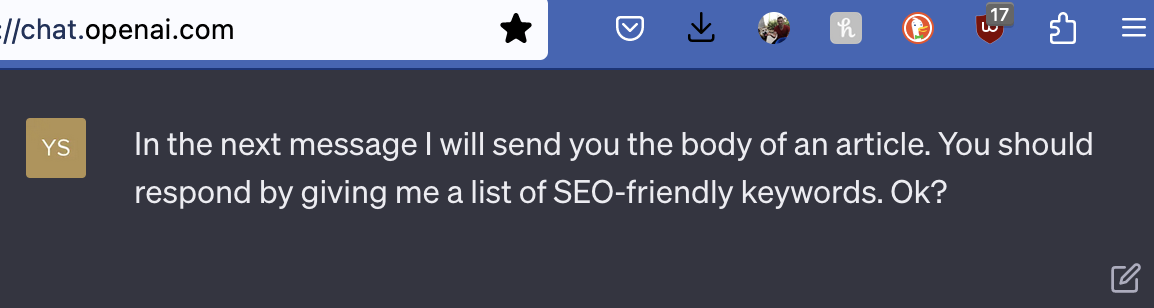 ://chat.openai.com
17
YS
In the next message I will send you the body of an article. You should
respond by giving me a list of SEO-friendly keywords. Ok?